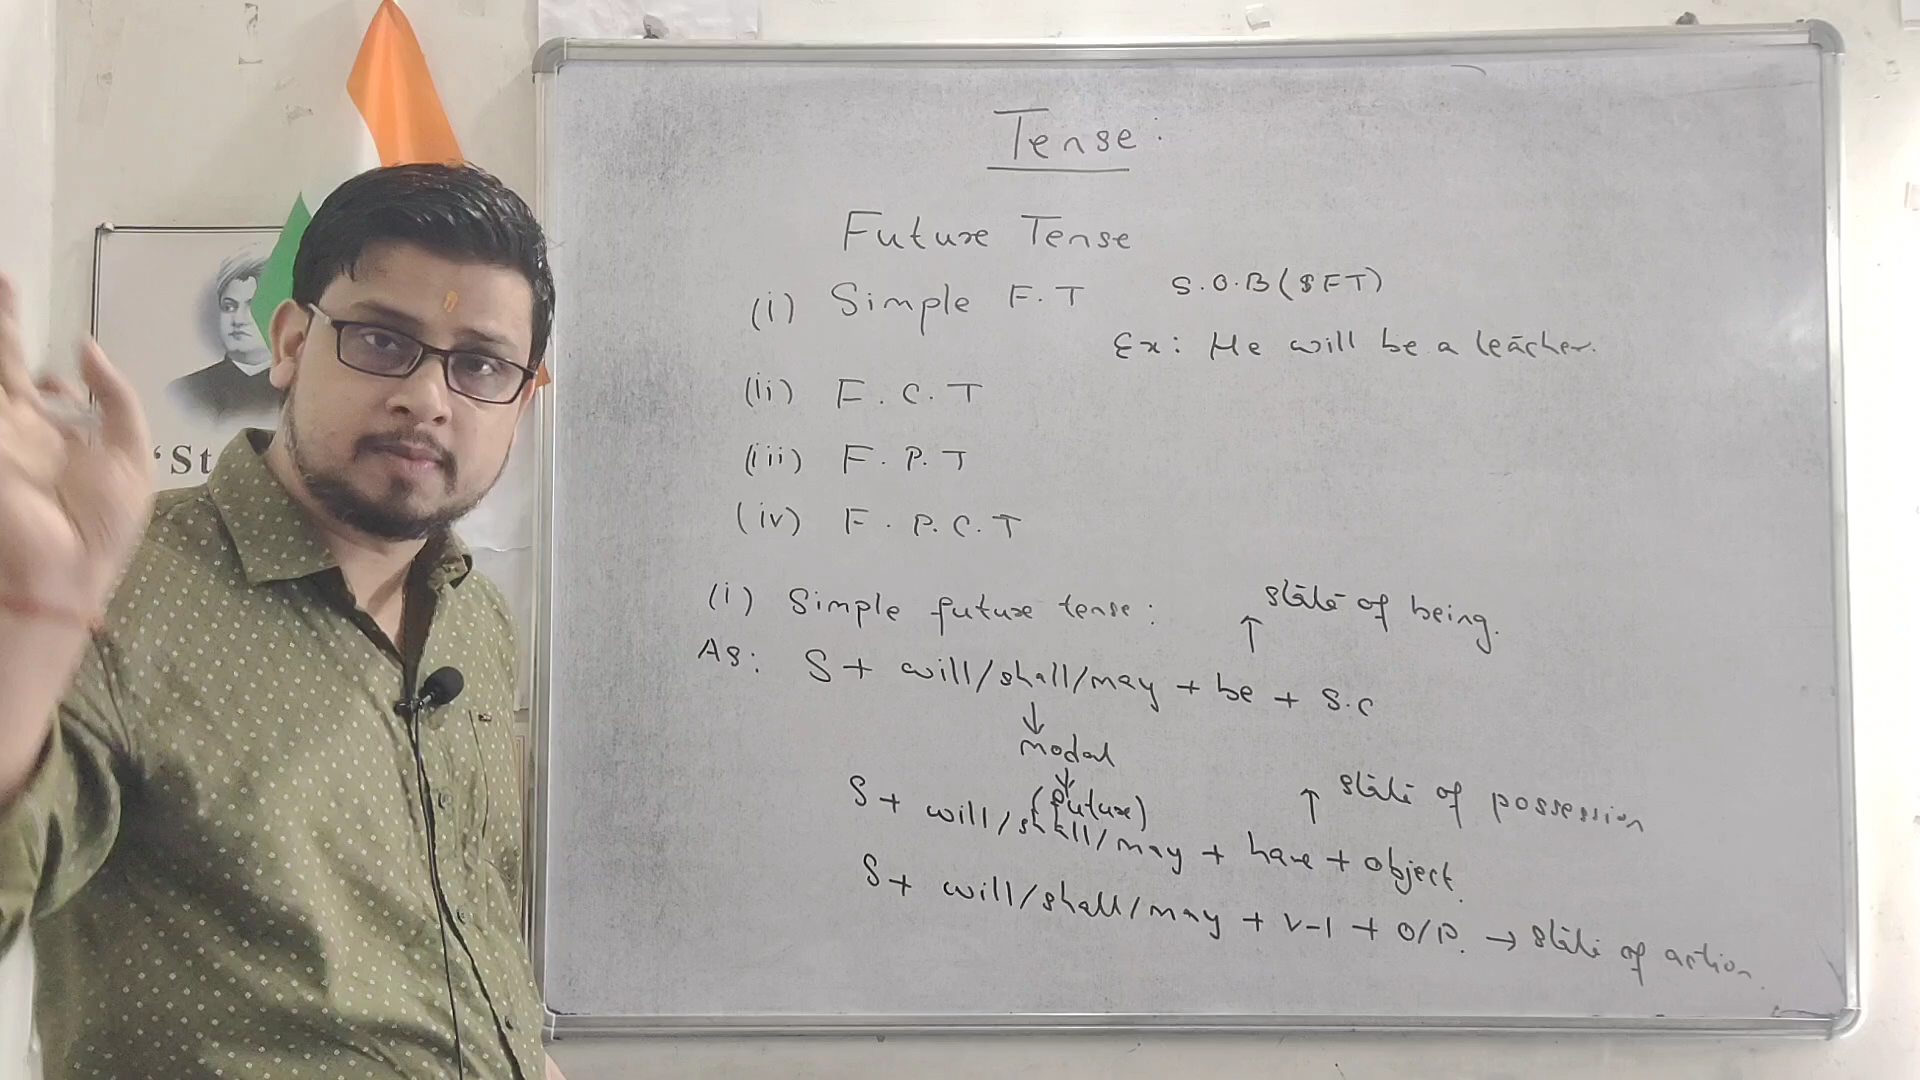 Tense:
Future Tense
(i) Simple F.T
S.O.B (SFT)
Ex: He will be a teacher.
(ii) F.C.T
(iii) F.P.T
(iv) F.P.C.T
(i) Simple future tense:
state of being.
↑
As: S + will/shall/may + be + S.C
↓
modal
↓
(future)
↑ state of possession
S + will/shall/may + have + object.
S + will/shall/may + V-1 + O/P. → state of action
'St